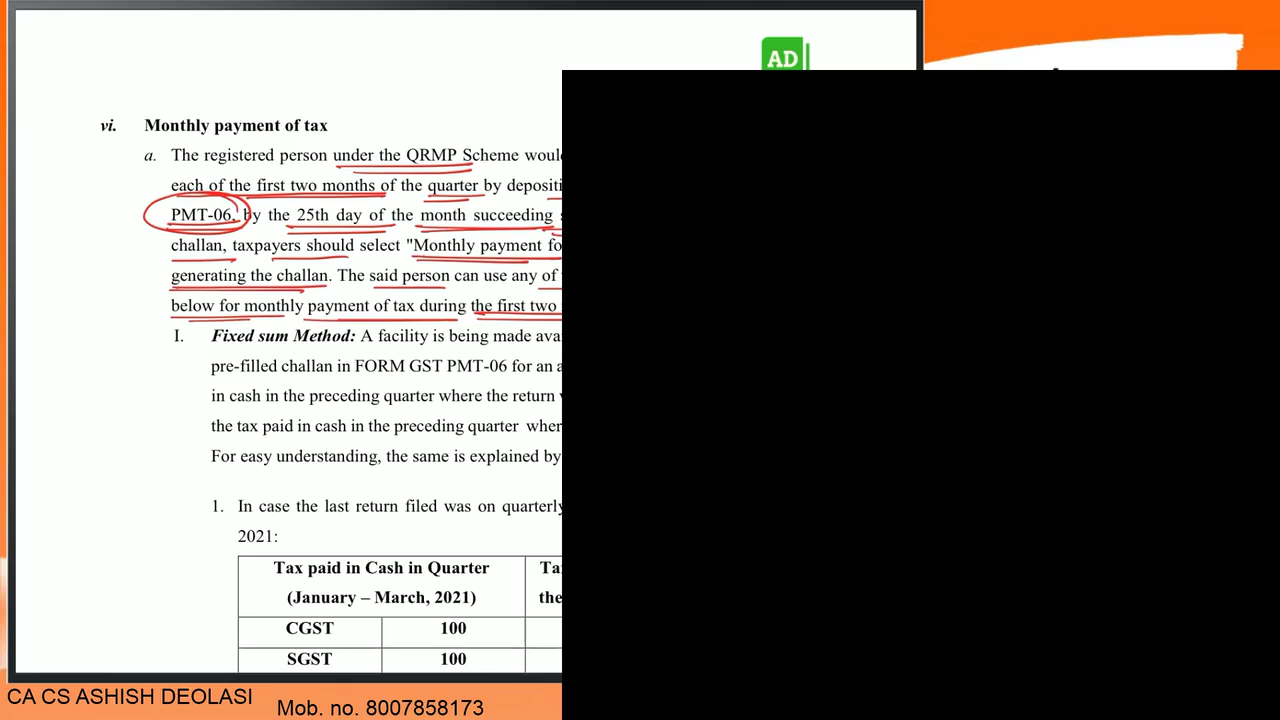 AD
vi. Monthly payment of tax
a. The registered person under the QRMP Scheme
each of the first two months of the quarter by
PMT-06, by the 25th day of the month succeeding
challan, taxpayers should select "Monthly payment
generating the challan. The said person can use any of
below for monthly payment of tax during the first two
I. Fixed sum Method: A facility is being made
pre-filled challan in FORM GST PMT-06 for an
in cash in the preceding quarter where the return
the tax paid in cash in the preceding quarter
For easy understanding, the same is explained by
1. In case the last return filed was on
2021:
Tax paid in Cash in Quarter
(January – March, 2021)
CGST 100
SGST 100
CA CS ASHISH DEOLASI
Mob. no. 8007858173